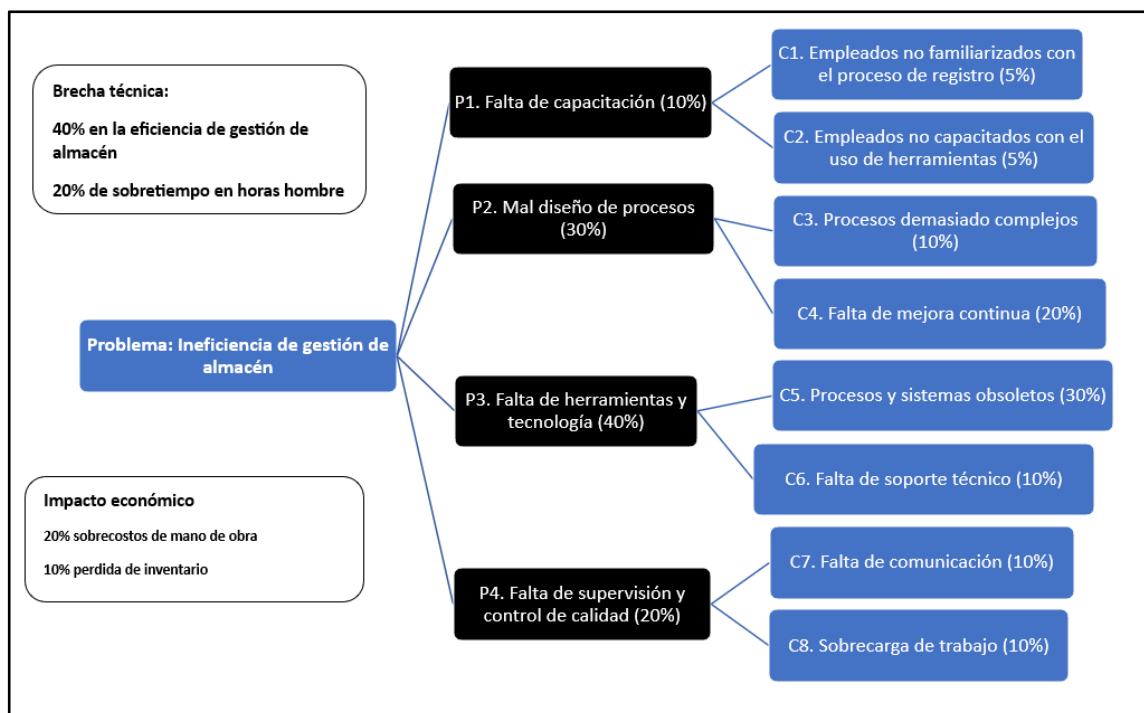 Brecha técnica:
40% en la eficiencia de gestión de
almacén
20% de sobretiempo en horas hombre
Problema: Ineficiencia de gestión de
almacén
Impacto económico
20% sobrecostos de mano de obra
10% perdida de inventario
P1. Falta de capacitación (10%)
P2. Mal diseño de procesos
(30%)
P3. Falta de herramientas y
tecnología (40%)
P4. Falta de supervisión y
control de calidad (20%)
C1. Empleados no familiarizados con
el proceso de registro (5%)
C2. Empleados no capacitados con el
uso de herramientas (5%)
C3. Procesos demasiado complejos
(10%)
C4. Falta de mejora continua (20%)
C5. Procesos y sistemas obsoletos (30%)
C6. Falta de soporte técnico (10%)
C7. Falta de comunicación (10%)
C8. Sobrecarga de trabajo (10%)